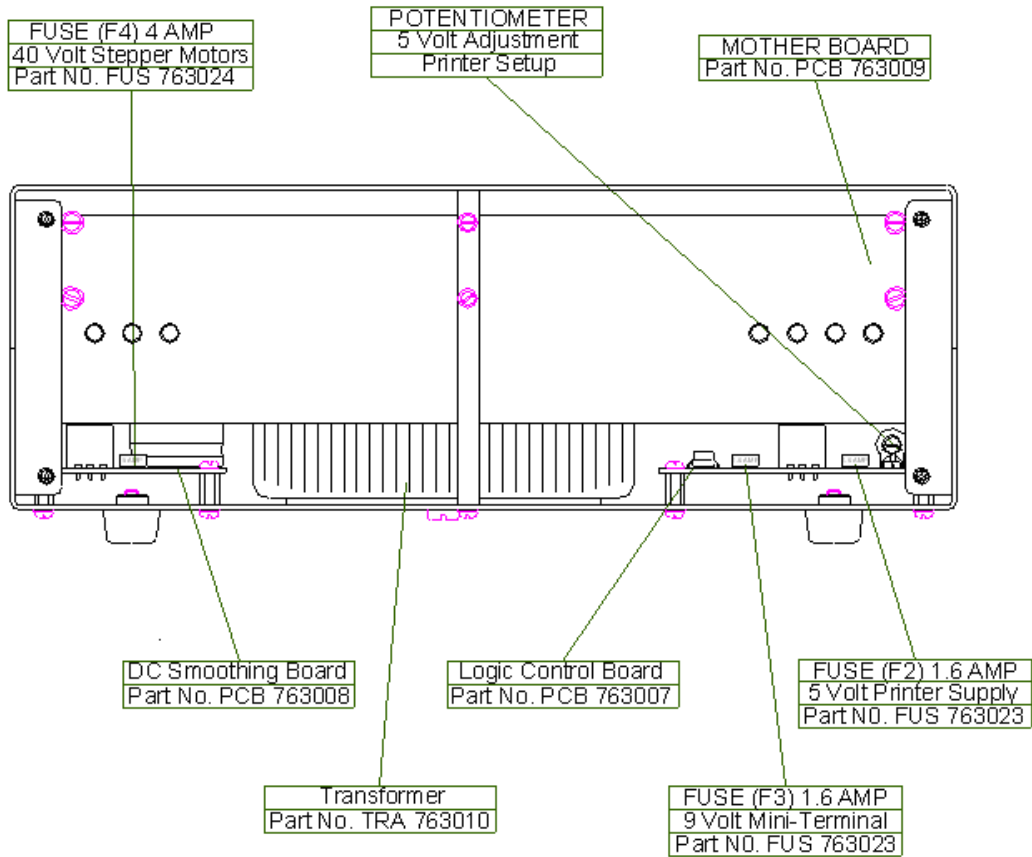 FUSE (F4) 4 AMP
40 Volt Stepper Motors
Part N0. FUS 763024
POTENTIOMETER
5 Volt Adjustment
Printer Setup
MOTHER BOARD
Part No. PCB 763009
DC Smoothing Board
Part No. PCB 763008
Logic Control Board
Part No. PCB 763007
FUSE (F2) 1.6 AMP
5 Volt Printer Supply
Part N0. FUS 763023
Transformer
Part No. TRA 763010
FUSE (F3) 1.6 AMP
9 Volt Mini-Terminal
Part N0. FUS 763023